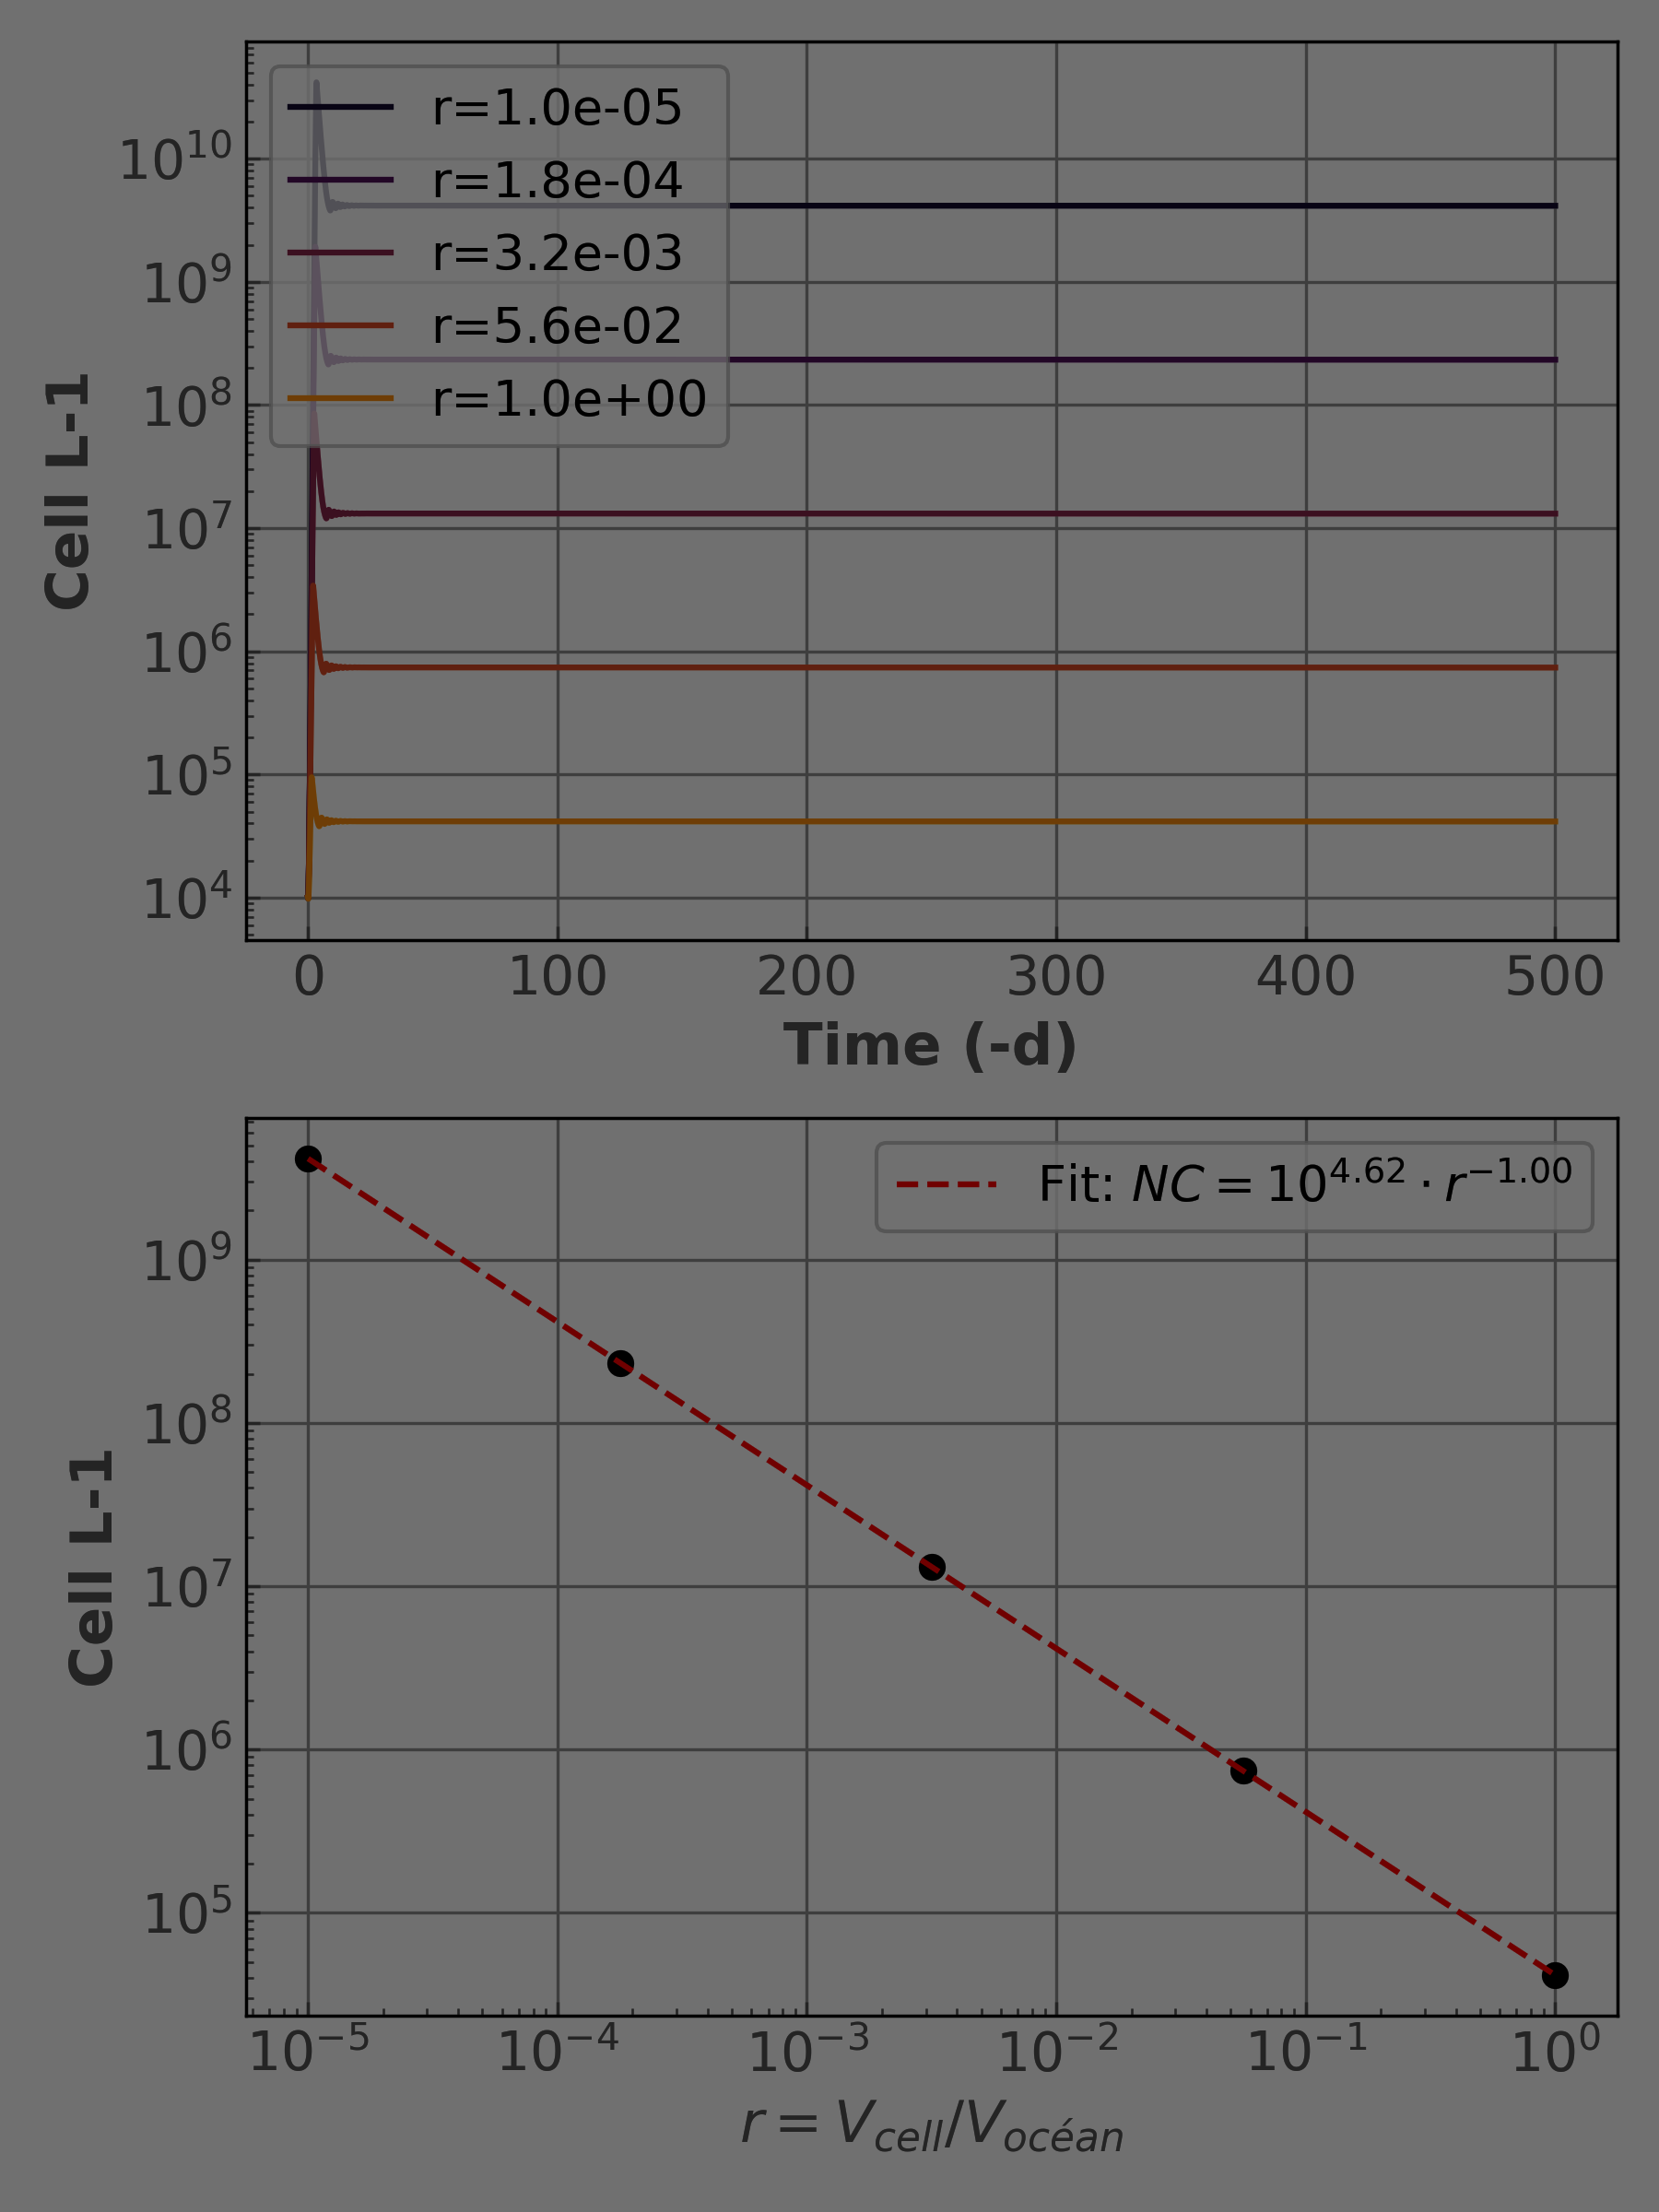 r=1.0e-05
r=1.8e-04
r=3.2e-03
r=5.6e-02
r=1.0e+00
10^10
10^9
10^8
10^7
10^6
10^5
10^4
Cell L-1
0 100 200 300 400 500
Time (-d)
Fit: NC = 10^4.62 · r^−1.00
10^9
10^8
10^7
10^6
10^5
Cell L-1
10^−5 10^−4 10^−3 10^−2 10^−1 10^0
r = V_cell/V_océan